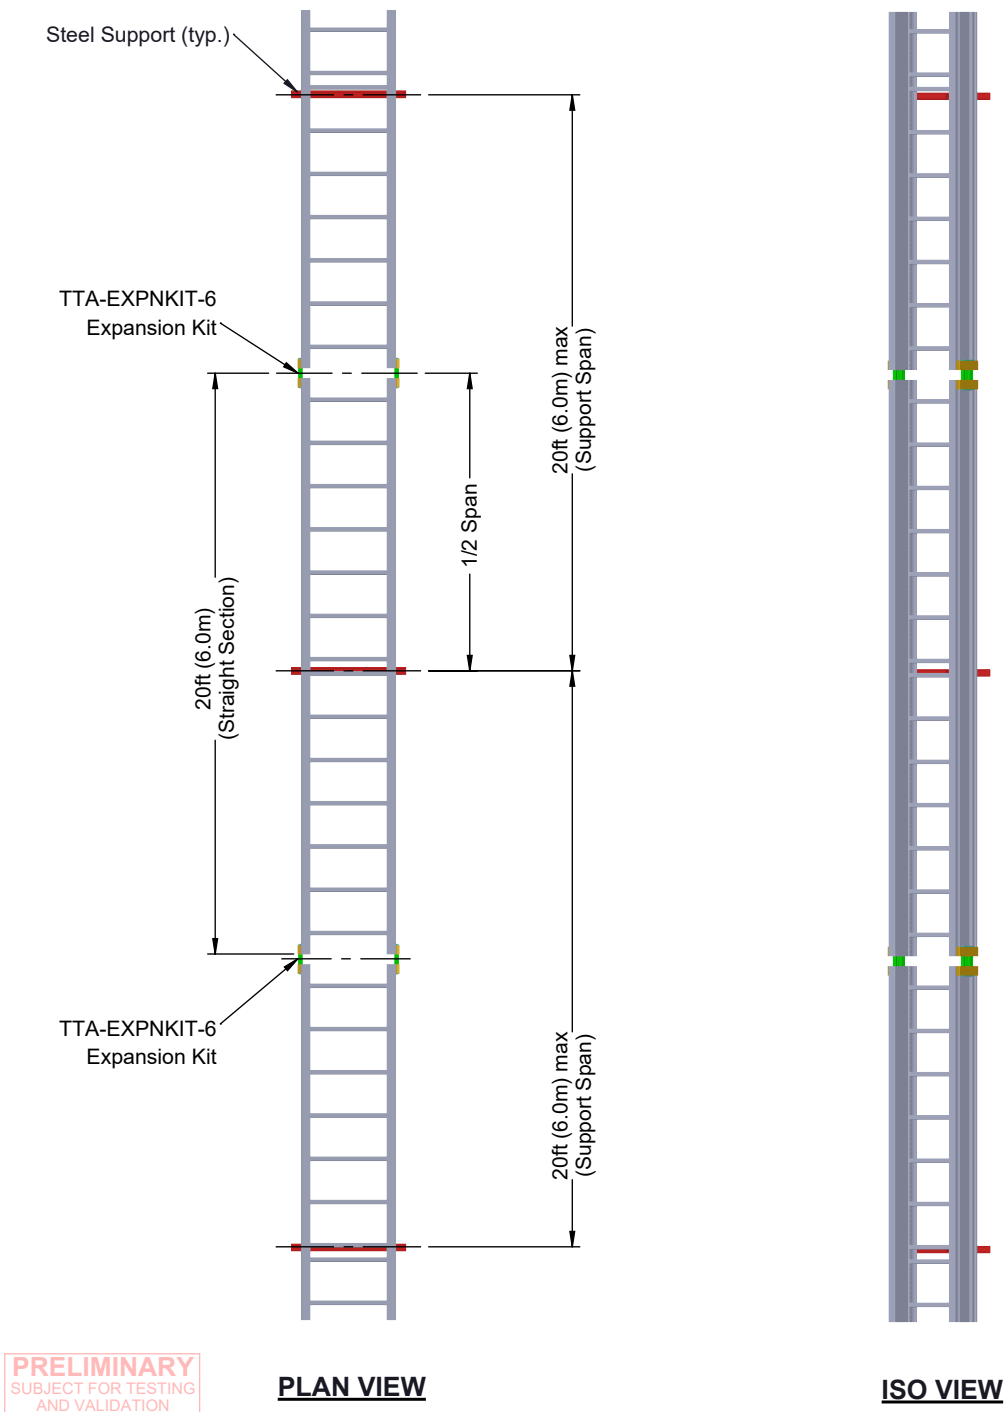 Steel Support (typ.)
TTA-EXPNKIT-6
Expansion Kit
20ft (6.0m) max
(Support Span)
1/2 Span
20ft (6.0m)
(Straight Section)
TTA-EXPNKIT-6
Expansion Kit
20ft (6.0m) max
(Support Span)
PRELIMINARY
SUBJECT FOR TESTING
AND VALIDATION
PLAN VIEW
ISO VIEW